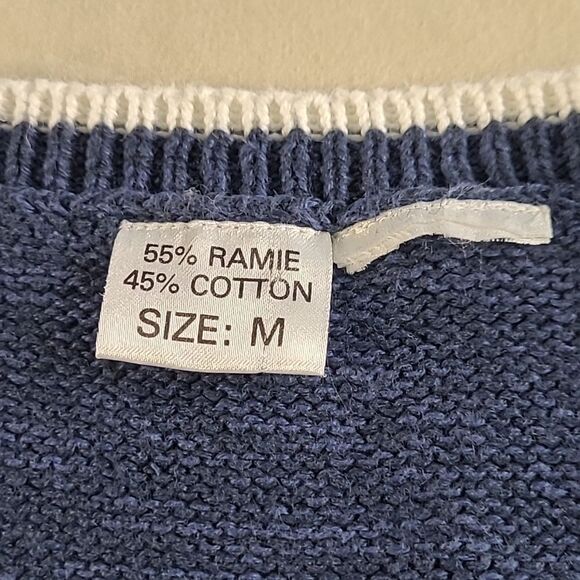 55% RAMIE
45% COTTON
SIZE: M